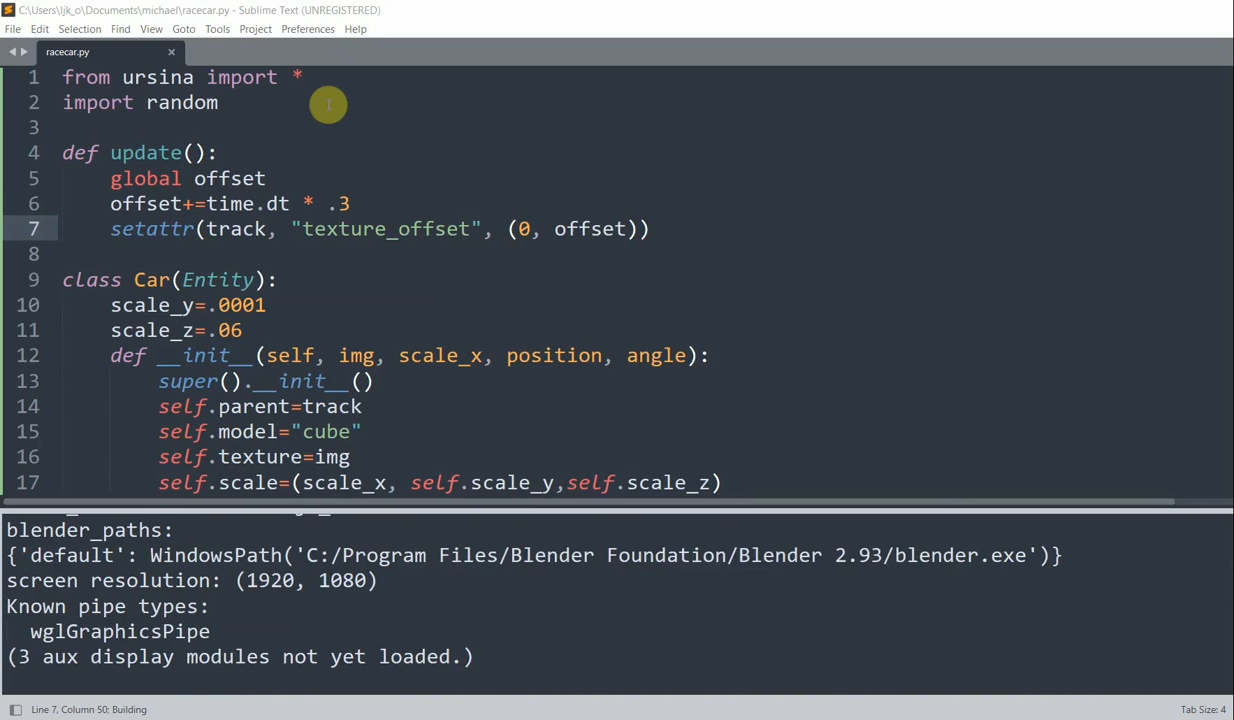 C:\Users\ljk_o\Documents\michael\racecar.py - Sublime Text (UNREGISTERED)
File Edit Selection Find View Goto Tools Project Preferences Help
racecar.py ×
1 from ursina import *
2 import random
3
4 def update():
5     global offset
6     offset+=time.dt * .3
7     setattr(track, "texture_offset", (0, offset))
8
9 class Car(Entity):
10     scale_y=.0001
11     scale_z=.06
12     def __init__(self, img, scale_x, position, angle):
13         super().__init__()
14         self.parent=track
15         self.model="cube"
16         self.texture=img
17         self.scale=(scale_x, self.scale_y,self.scale_z)
blender_paths:
{'default': WindowsPath('C:/Program Files/Blender Foundation/Blender 2.93/blender.exe')}
screen resolution: (1920, 1080)
Known pipe types:
  wglGraphicsPipe
(3 aux display modules not yet loaded.)
Line 7, Column 50; Building Tab Size: 4